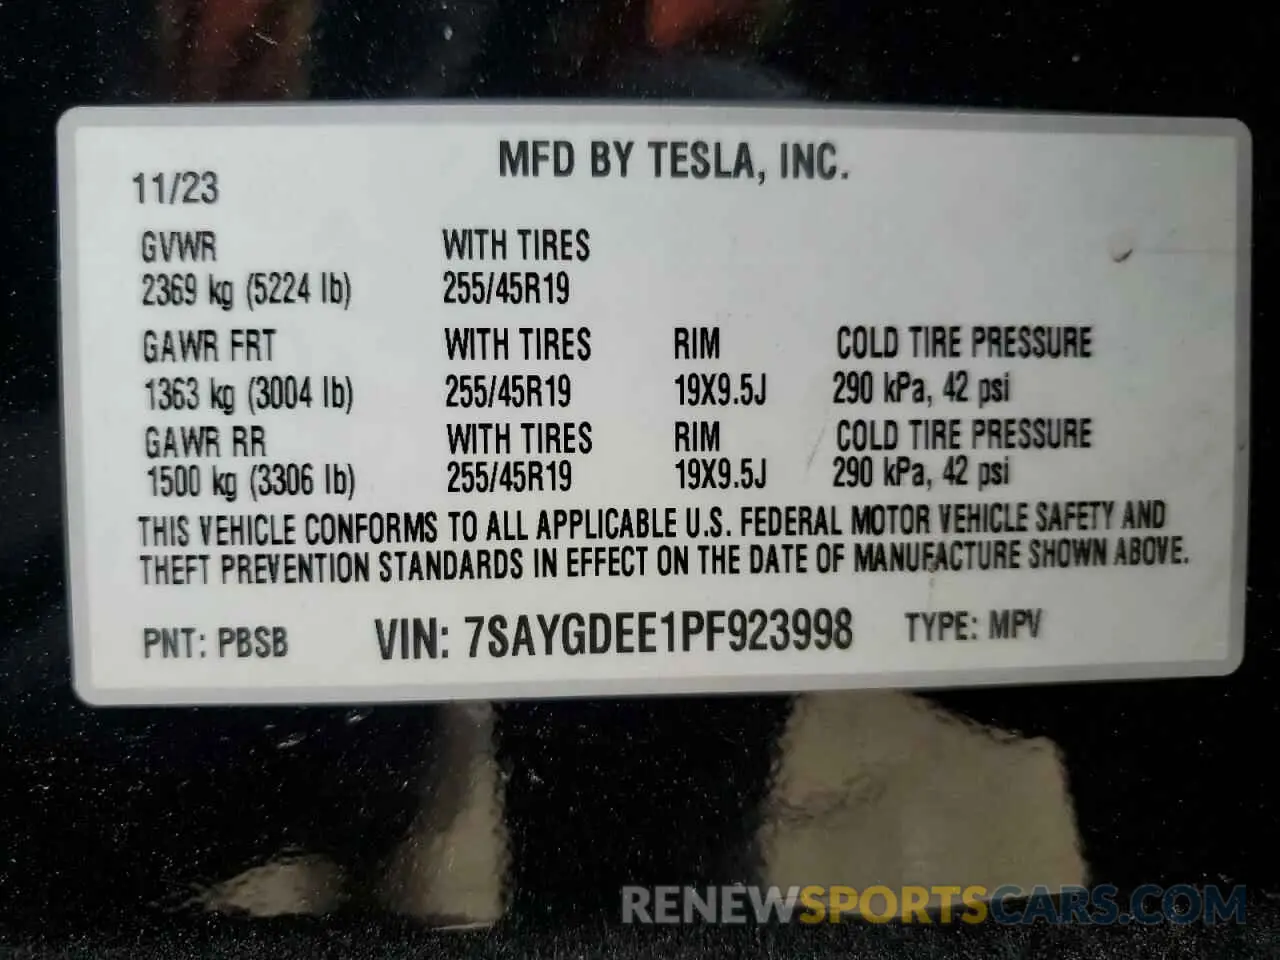 MFD BY TESLA, INC.
11/23
GVWR WITH TIRES
2369 kg (5224 lb) 255/45R19
GAWR FRT WITH TIRES RIM COLD TIRE PRESSURE
1363 kg (3004 lb) 255/45R19 19X9.5J 290 kPa, 42 psi
GAWR RR WITH TIRES RIM COLD TIRE PRESSURE
1500 kg (3306 lb) 255/45R19 19X9.5J 290 kPa, 42 psi
THIS VEHICLE CONFORMS TO ALL APPLICABLE U.S. FEDERAL MOTOR VEHICLE SAFETY AND
THEFT PREVENTION STANDARDS IN EFFECT ON THE DATE OF MANUFACTURE SHOWN ABOVE.
PNT: PBSB VIN: 7SAYGDEE1PF923998 TYPE: MPV
RENEWSPORTSCARS.COM